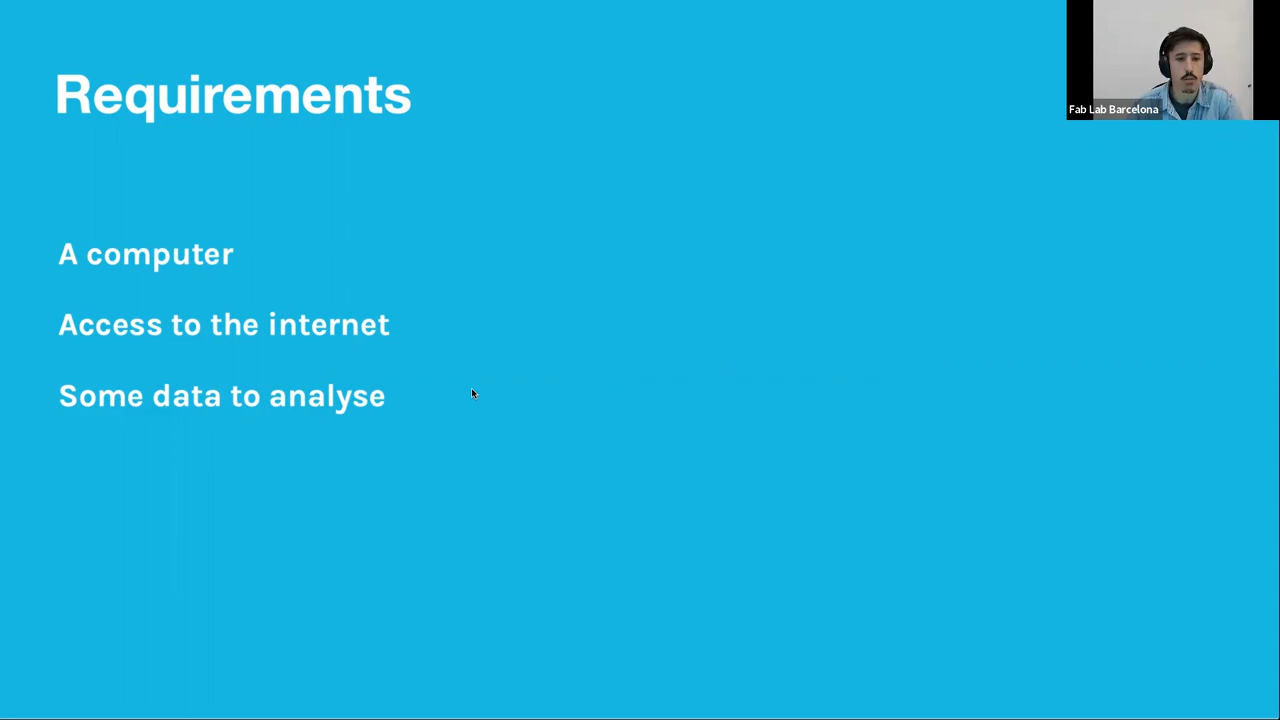 Requirements
Fab Lab Barcelona
A computer
Access to the internet
Some data to analyse